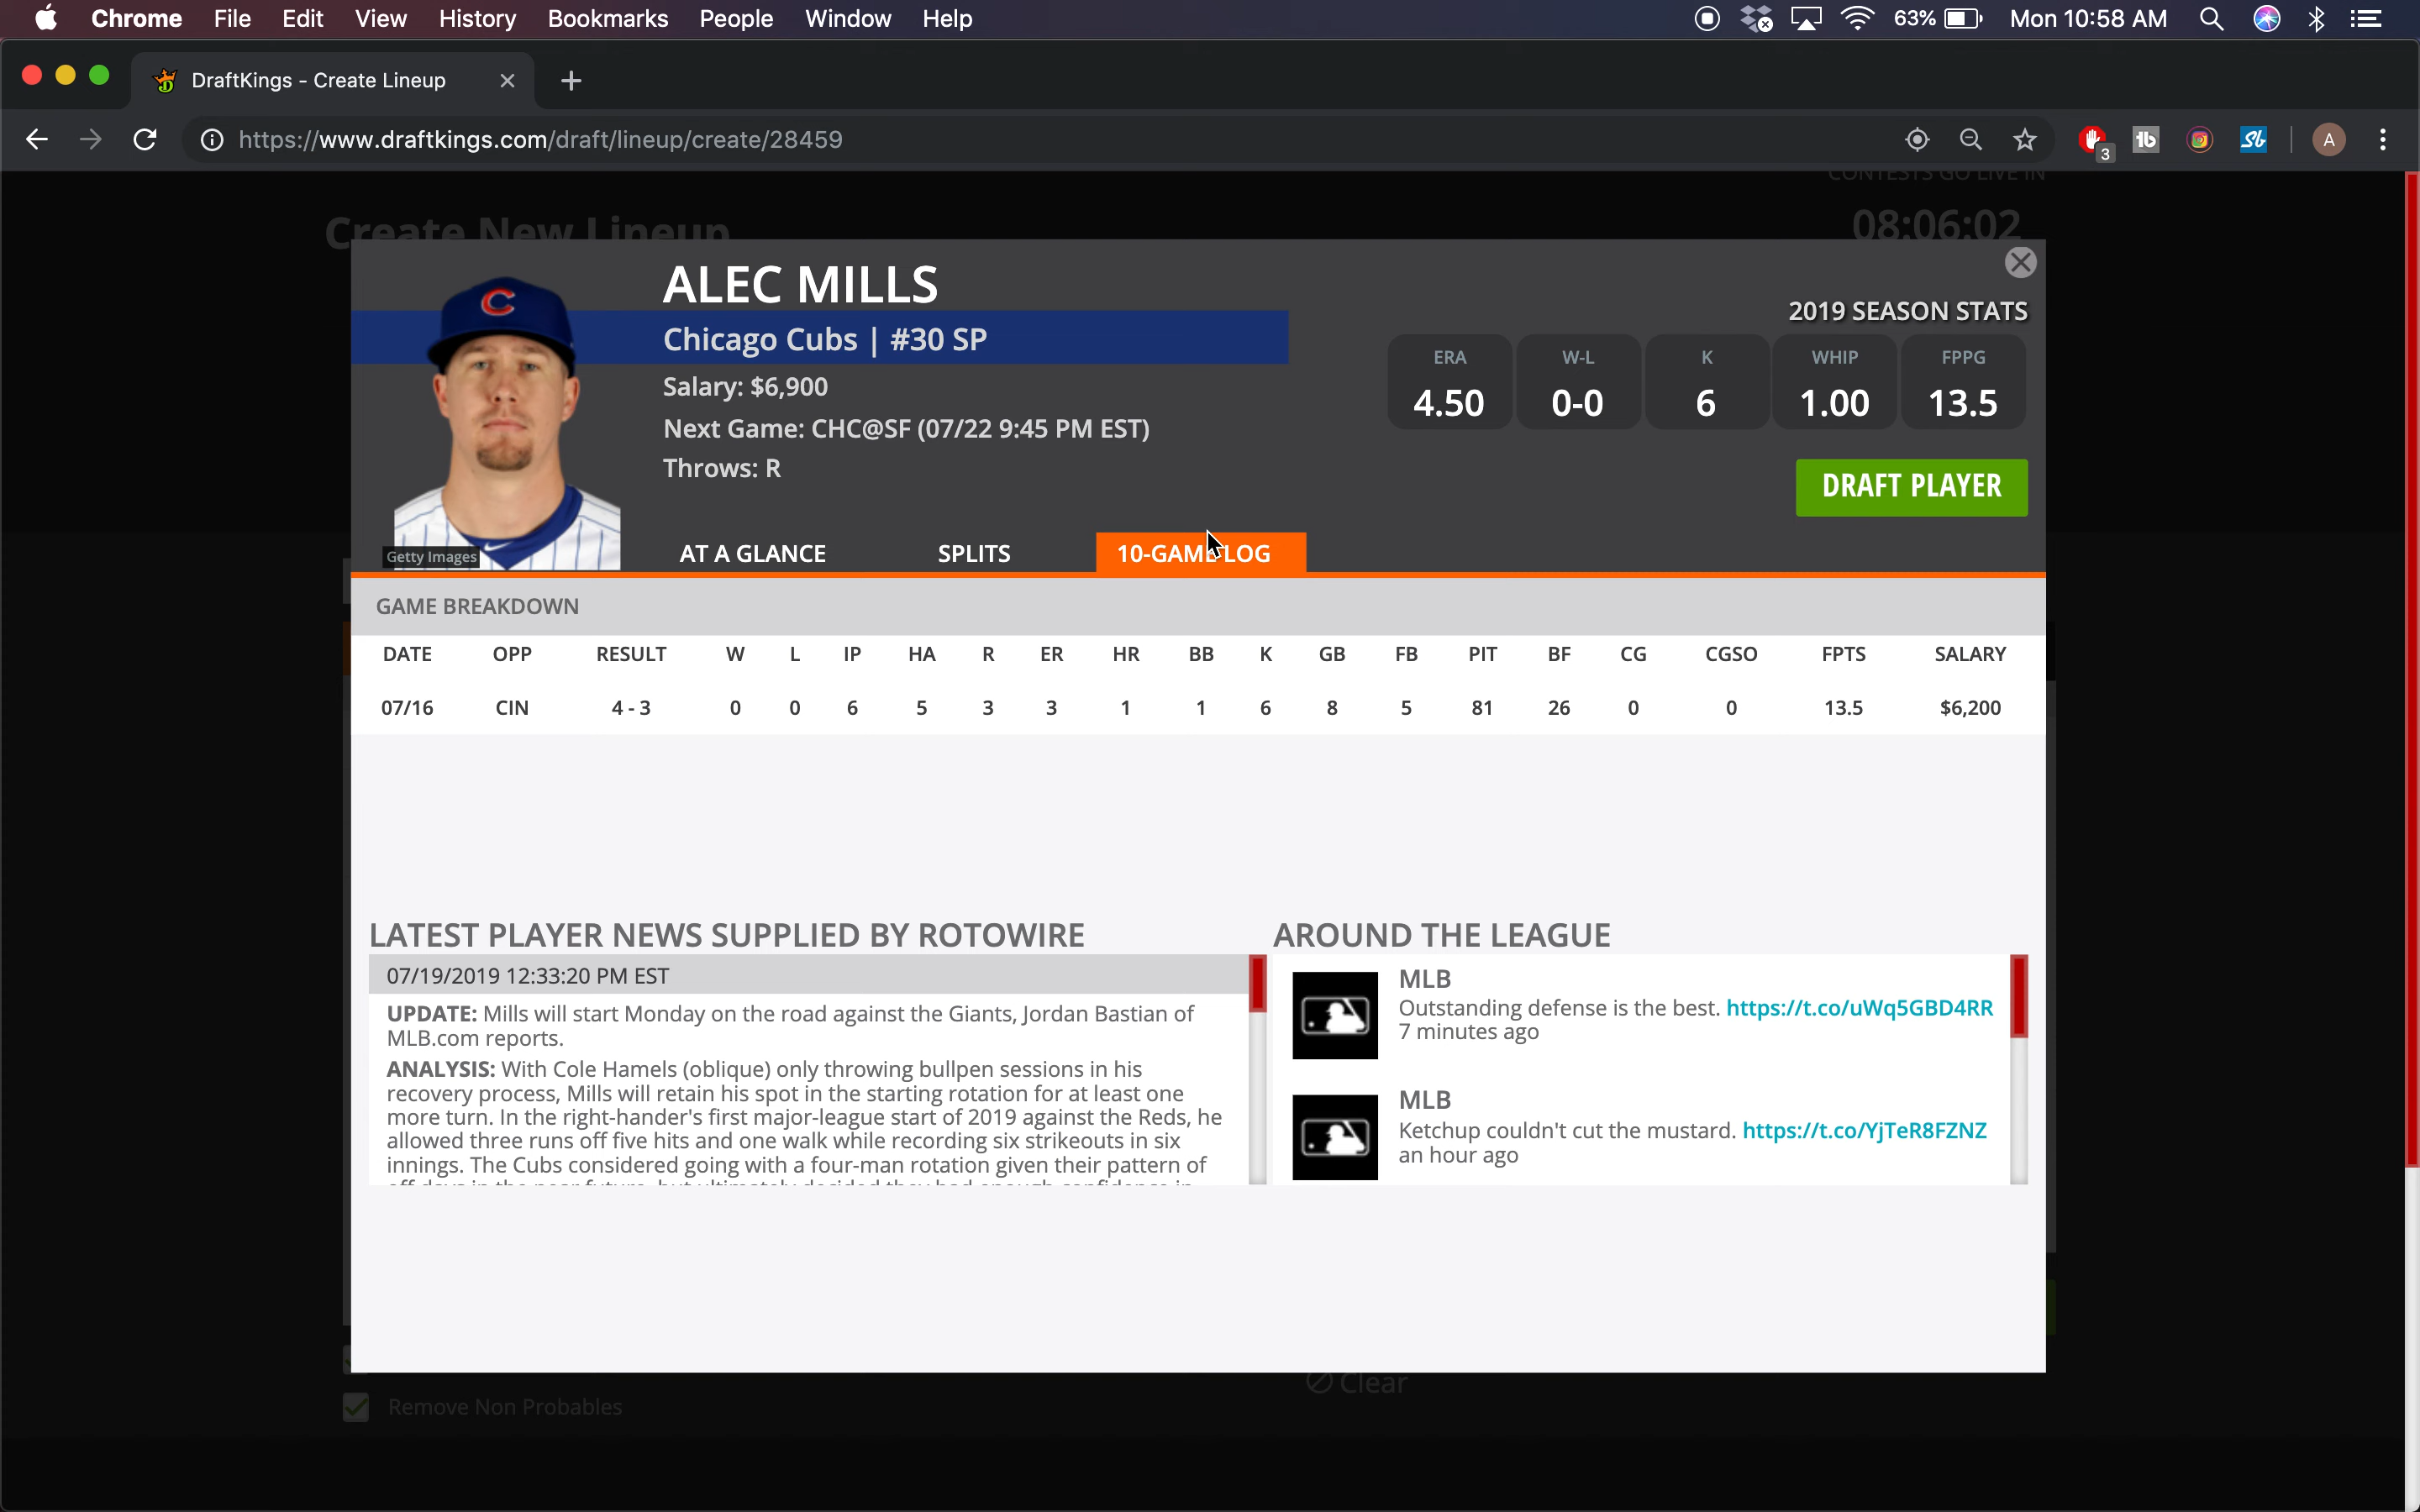 Chrome File Edit View History Bookmarks People Window Help 63% Mon 10:58 AM
DraftKings - Create Lineup
https://www.draftkings.com/draft/lineup/create/28459 3 tb Sb A
CONTESTS GO LIVE IN
Create New Lineup 08:06:02
ALEC MILLS
2019 SEASON STATS
Chicago Cubs | #30 SP
ERA W-L K WHIP FPPG
4.50 0-0 6 1.00 13.5
Salary: $6,900
Next Game: CHC@SF (07/22 9:45 PM EST)
Throws: R
DRAFT PLAYER
Getty Images
AT A GLANCE SPLITS 10-GAME LOG
GAME BREAKDOWN
DATE OPP RESULT W L IP HA R ER HR BB K GB FB PIT BF CG CGSO FPTS SALARY
07/16 CIN 4 - 3 0 0 6 5 3 3 1 1 6 8 5 81 26 0 0 13.5 $6,200
LATEST PLAYER NEWS SUPPLIED BY ROTOWIRE
07/19/2019 12:33:20 PM EST
UPDATE: Mills will start Monday on the road against the Giants, Jordan Bastian of
MLB.com reports.
ANALYSIS: With Cole Hamels (oblique) only throwing bullpen sessions in his
recovery process, Mills will retain his spot in the starting rotation for at least one
more turn. In the right-hander's first major-league start of 2019 against the Reds, he
allowed three runs off five hits and one walk while recording six strikeouts in six
innings. The Cubs considered going with a four-man rotation given their pattern of
AROUND THE LEAGUE
MLB
Outstanding defense is the best. https://t.co/uWq5GBD4RR
7 minutes ago
MLB
Ketchup couldn't cut the mustard. https://t.co/YjTeR8FZNZ
an hour ago
Clear
Remove Non Probables